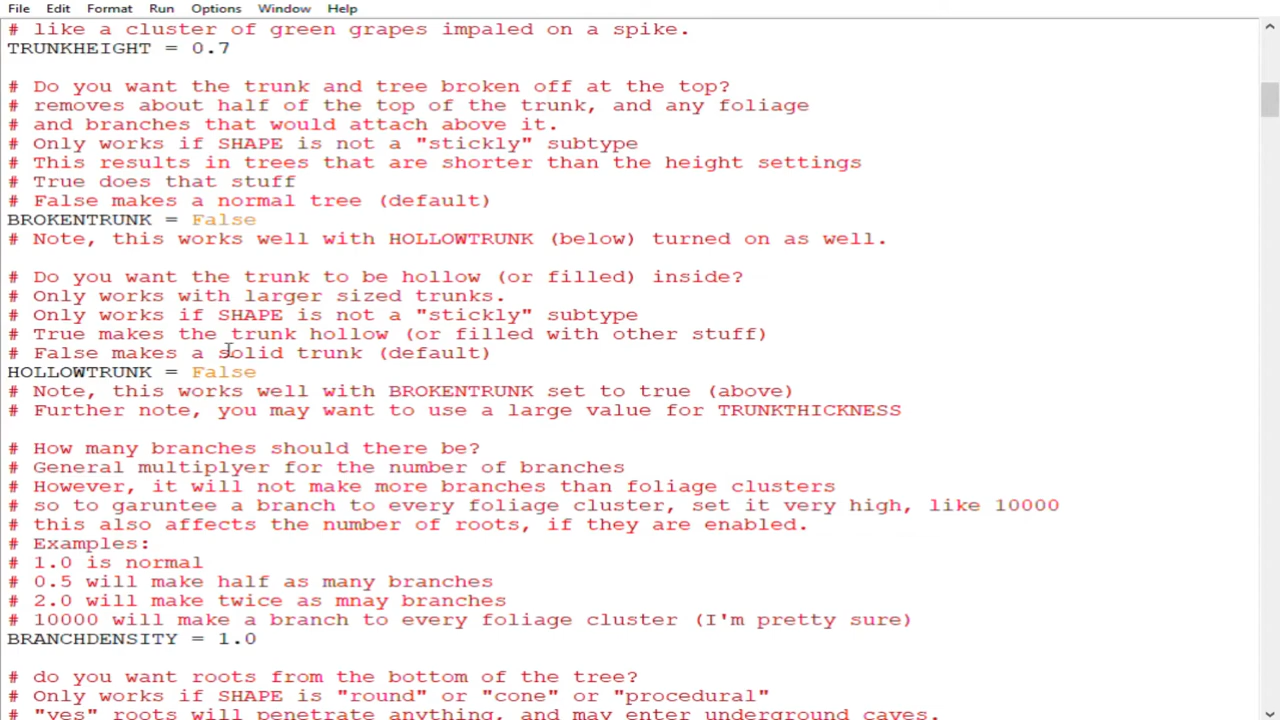 File Edit Format Run Options Window Help
# like a cluster of green grapes impaled on a spike.
TRUNKHEIGHT = 0.7
# Do you want the trunk and tree broken off at the top?
# removes about half of the top of the trunk, and any foliage
# and branches that would attach above it.
# Only works if SHAPE is not a "stickly" subtype
# This results in trees that are shorter than the height settings
# True does that stuff
# False makes a normal tree (default)
BROKENTRUNK = False
# Note, this works well with HOLLOWTRUNK (below) turned on as well.
# Do you want the trunk to be hollow (or filled) inside?
# Only works with larger sized trunks.
# Only works if SHAPE is not a "stickly" subtype
# True makes the trunk hollow (or filled with other stuff)
# False makes a solid trunk (default)
HOLLOWTRUNK = False
# Note, this works well with BROKENTRUNK set to true (above)
# Further note, you may want to use a large value for TRUNKTHICKNESS
# How many branches should there be?
# General multiplyer for the number of branches
# However, it will not make more branches than foliage clusters
# so to garuntee a branch to every foliage cluster, set it very high, like 10000
# this also affects the number of roots, if they are enabled.
# Examples:
# 1.0 is normal
# 0.5 will make half as many branches
# 2.0 will make twice as mnay branches
# 10000 will make a branch to every foliage cluster (I'm pretty sure)
BRANCHDENSITY = 1.0
# do you want roots from the bottom of the tree?
# Only works if SHAPE is "round" or "cone" or "procedural"
# "yes" roots will penetrate anything, and may enter underground caves.